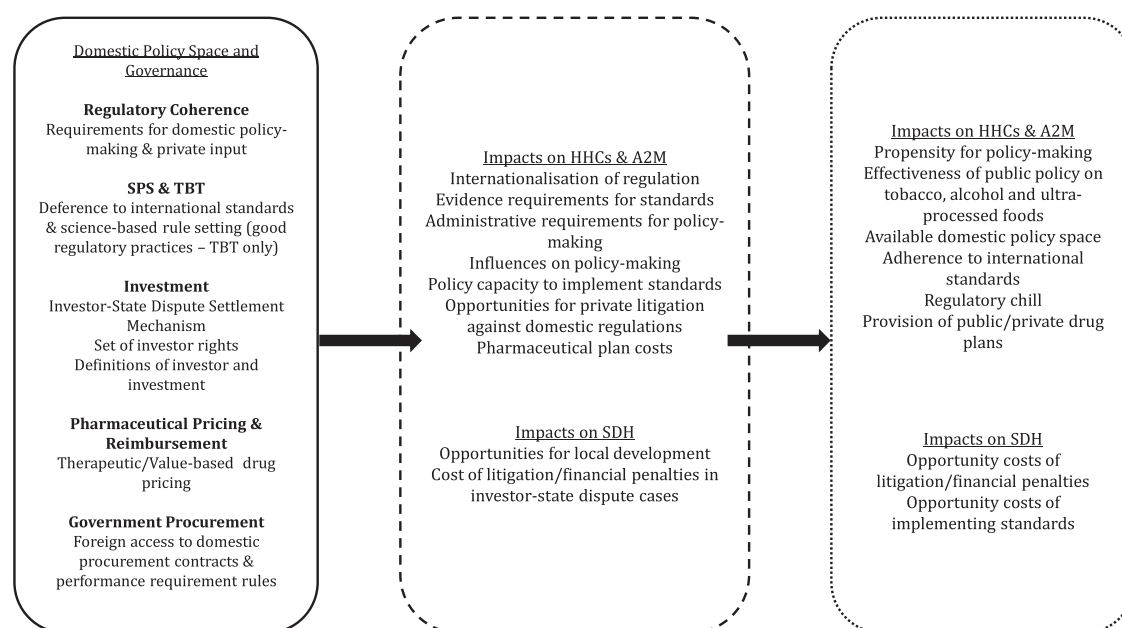 Domestic Policy Space and
Governance
Regulatory Coherence
Requirements for domestic policy-
making & private input
SPS & TBT
Deference to international standards
& science-based rule setting (good
regulatory practices – TBT only)
Investment
Investor-State Dispute Settlement
Mechanism
Set of investor rights
Definitions of investor and
investment
Pharmaceutical Pricing &
Reimbursement
Therapeutic/Value-based drug
pricing
Government Procurement
Foreign access to domestic
procurement contracts &
performance requirement rules
Impacts on HHCs & A2M
Internationalisation of regulation
Evidence requirements for standards
Administrative requirements for policy-
making
Influences on policy-making
Policy capacity to implement standards
Opportunities for private litigation
against domestic regulations
Pharmaceutical plan costs
Impacts on SDH
Opportunities for local development
Cost of litigation/financial penalties in
investor-state dispute cases
Impacts on HHCs & A2M
Propensity for policy-making
Effectiveness of public policy on
tobacco, alcohol and ultra-
processed foods
Available domestic policy space
Adherence to international
standards
Regulatory chill
Provision of public/private drug
plans
Impacts on SDH
Opportunity costs of
litigation/financial penalties
Opportunity costs of
implementing standards